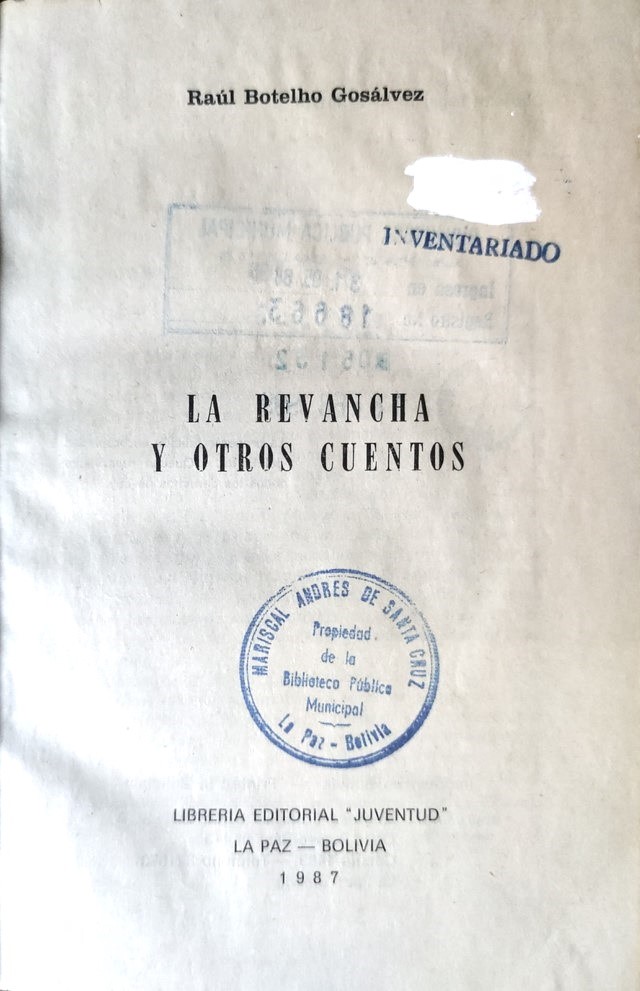 Raúl Botelho Gosálvez
INVENTARIADO
LA REVANCHA
Y OTROS CUENTOS
MARISCAL ANDRES DE SANTA CRUZ
Propiedad.
de la
Biblioteca Pública
Municipal
La Paz - Bolivia
LIBRERIA EDITORIAL "JUVENTUD"
LA PAZ — BOLIVIA
1987